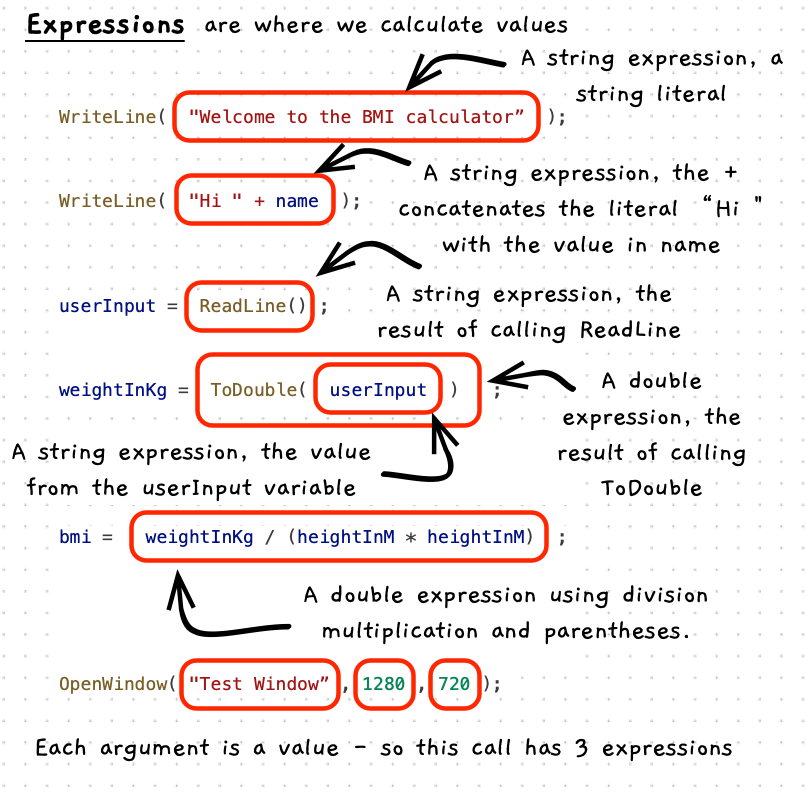 Expressions are where we calculate values
A string expression, a
string literal
WriteLine( "Welcome to the BMI calculator” );
A string expression, the +
concatenates the literal “Hi "
with the value in name
WriteLine( "Hi " + name );
A string expression, the
result of calling ReadLine
userInput = ReadLine() ;
A double
expression, the
result of calling
ToDouble
weightInKg = ToDouble( userInput ) ;
A string expression, the value
from the userInput variable
bmi = weightInKg / (heightInM * heightInM) ;
A double expression using division
multiplication and parentheses.
OpenWindow( "Test Window” , 1280 , 720 );
Each argument is a value - so this call has 3 expressions